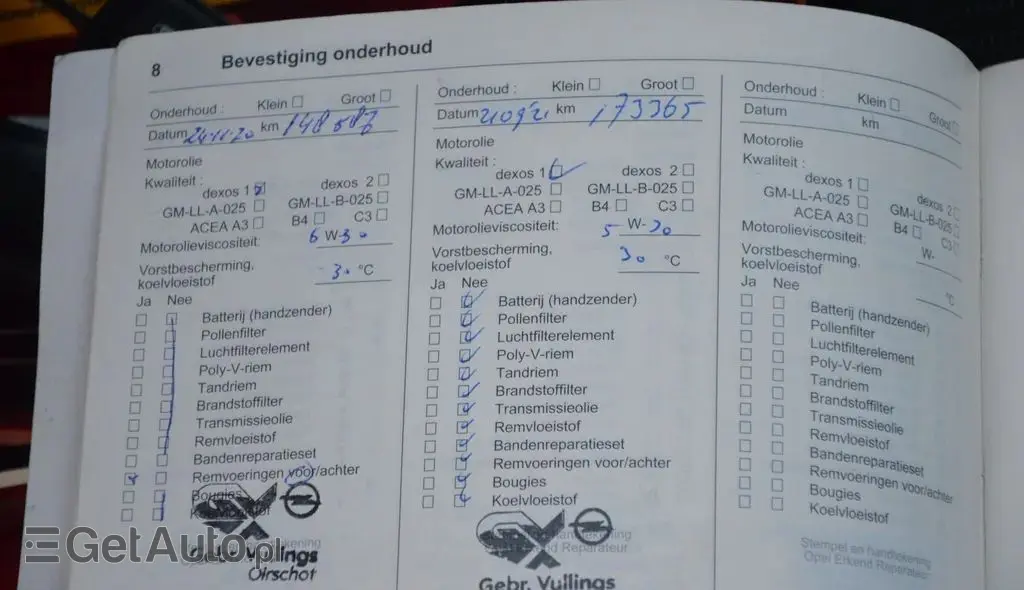 8 Bevestiging onderhoud
Onderhoud : Klein Groot
Datum 24-11-20 km 148587
Motorolie
Kwaliteit :
dexos 1 dexos 2
GM-LL-A-025 GM-LL-B-025
ACEA A3 B4 C3
Motorolieviscositeit: W-30
Vorstbescherming,
koelvloeistof 30 °C
Ja Nee
Batterij (handzender)
Pollenfilter
Luchtfilterelement
Poly-V-riem
Tandriem
Brandstoffilter
Transmissieolie
Remvloeistof
Bandenreparatieset
Remvoeringen voor/achter
Bougies
Koelvloeistof
Gebr. Vullings
Oirschot
Onderhoud : Klein Groot
Datum 210921 km 173365
Motorolie
Kwaliteit :
dexos 1 dexos 2
GM-LL-A-025 GM-LL-B-025
ACEA A3 B4 C3
Motorolieviscositeit: 5 W-30
Vorstbescherming,
koelvloeistof 30 °C
Ja Nee
Batterij (handzender)
Pollenfilter
Luchtfilterelement
Poly-V-riem
Tandriem
Brandstoffilter
Transmissieolie
Remvloeistof
Bandenreparatieset
Remvoeringen voor/achter
Bougies
Koelvloeistof
Reparateur
Gebr. Vullings
Onderhoud : Klein Groot
Datum km
Motorolie
Kwaliteit :
dexos 1 dexos 2
GM-LL-A-025 GM-LL-B-025
ACEA A3 B4 C3
Motorolieviscositeit: W-
Vorstbescherming,
koelvloeistof °C
Ja Nee
Batterij (handzender)
Pollenfilter
Luchtfilterelement
Poly-V-riem
Tandriem
Brandstoffilter
Transmissieolie
Remvloeistof
Bandenreparatieset
Remvoeringen voor/achter
Bougies
Koelvloeistof
Stempel en handtekening
Opel Erkend Reparateur
GetAuto.pl